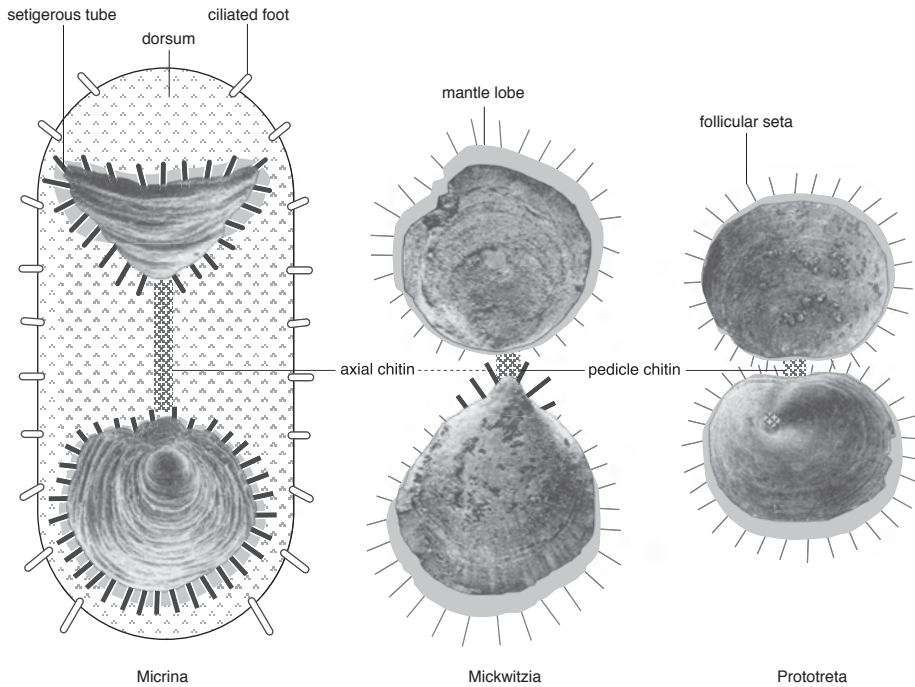 setigerous tube
ciliated foot
dorsum
mantle lobe
follicular seta
axial chitin
pedicle chitin
Micrina
Mickwitzia
Prototreta